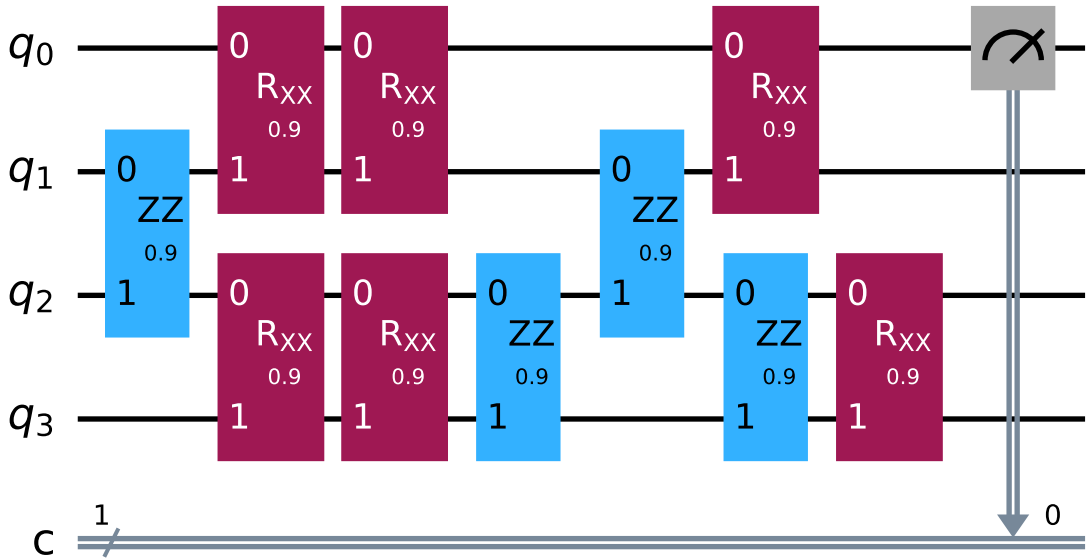 q0
0 0 0
RXX RXX RXX
0.9 0.9 0.9
q1
0 1 1 0 1
ZZ ZZ
0.9 0.9
q2
1 0 0 0 1 0 0
RXX RXX ZZ ZZ RXX
0.9 0.9 0.9 0.9 0.9
q3
1 1 1 1 1
1 0
c